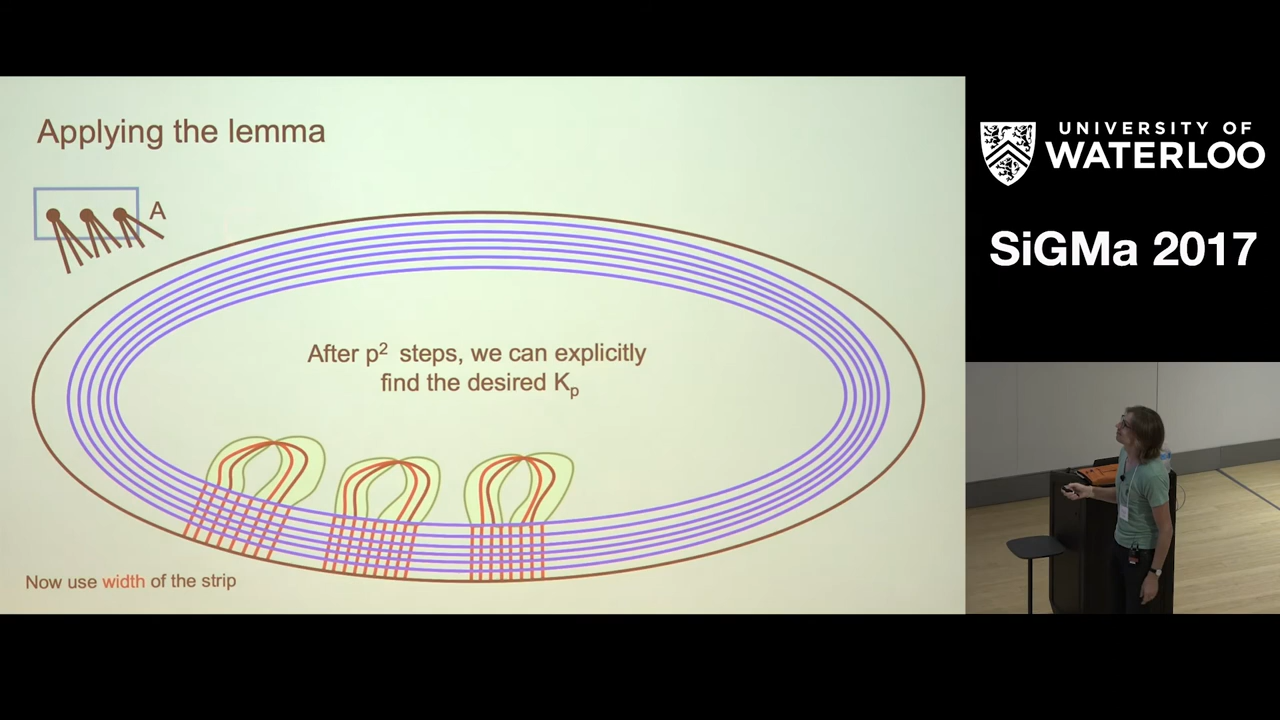 Applying the lemma
A
After p² steps, we can explicitly
find the desired Kₚ
Now use width of the strip
UNIVERSITY OF
WATERLOO
SiGMa 2017